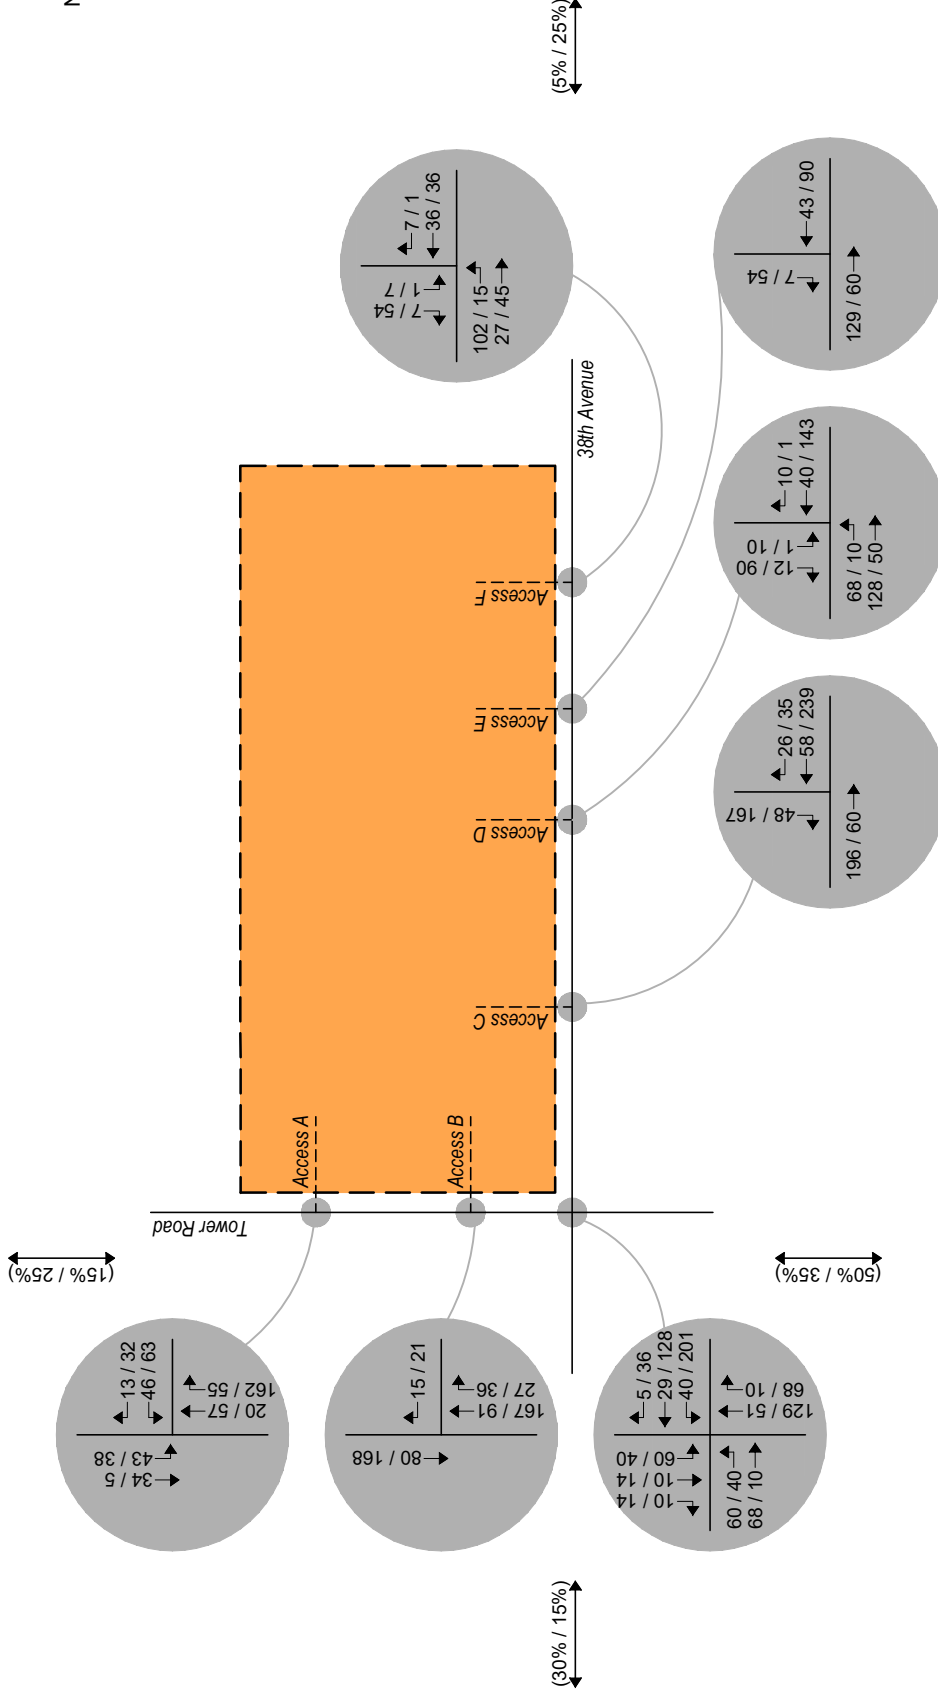 (15% / 25%)
13 / 32
46 / 63
43 / 38
34 / 5
162 / 55
20 / 57
Tower Road
Access A
15 / 21
80 / 168
27 / 36
167 / 91
Access B
7 / 1
36 / 36
1 / 7
7 / 54
102 / 15
27 / 45
Access C
Access D
Access E
Access F
(30% / 15%)
38th Avenue
(5% / 25%)
5 / 36
29 / 128
40 / 201
60 / 40
10 / 14
10 / 14
60 / 40
68 / 10
68 / 10
129 / 51
26 / 35
58 / 239
48 / 167
196 / 60
10 / 1
40 / 143
1 / 10
12 / 90
68 / 10
128 / 50
43 / 90
7 / 54
129 / 60
(50% / 35%)